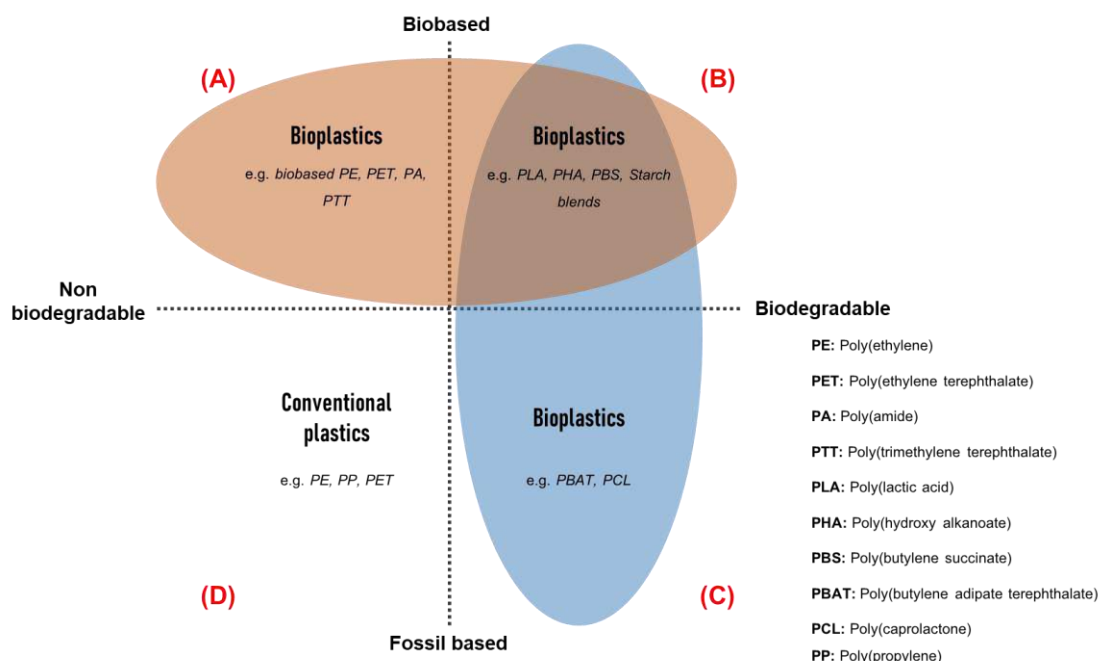 Biobased
(A)
(B)
Bioplastics
e.g. biobased PE, PET, PA,
PTT
Bioplastics
e.g. PLA, PHA, PBS, Starch
blends
Non
biodegradable
Biodegradable
Conventional
plastics
e.g. PE, PP, PET
Bioplastics
e.g. PBAT, PCL
(D)
(C)
Fossil based
PE: Poly(ethylene)
PET: Poly(ethylene terephthalate)
PA: Poly(amide)
PTT: Poly(trimethylene terephthalate)
PLA: Poly(lactic acid)
PHA: Poly(hydroxy alkanoate)
PBS: Poly(butylene succinate)
PBAT: Poly(butylene adipate terephthalate)
PCL: Poly(caprolactone)
PP: Poly(propylene)